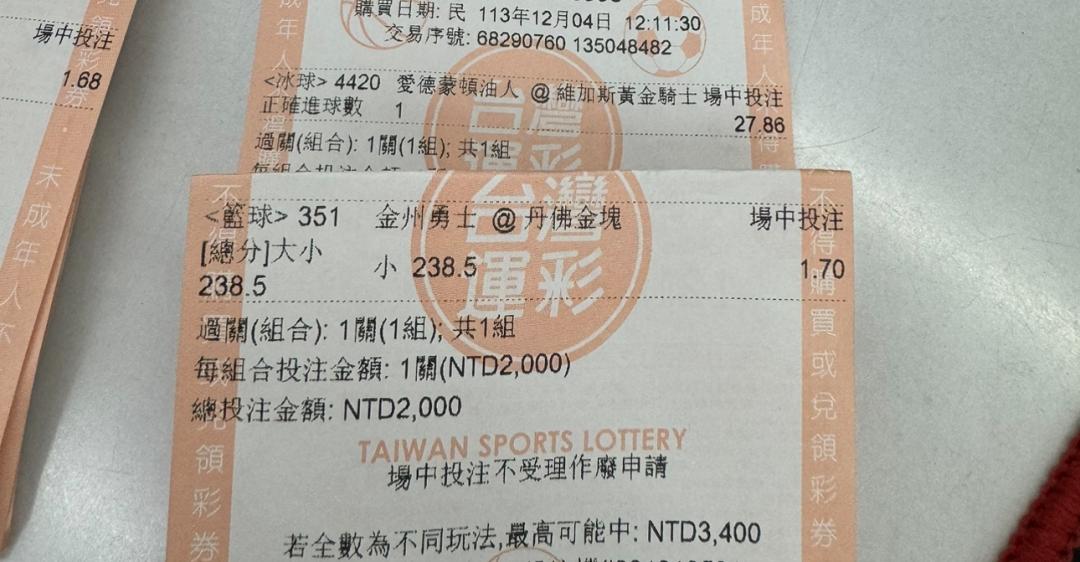 場中投注
1.68
購買日期: 民 113年12月04日 12:11:30
交易序號: 68290760 135048482
<冰球> 4420 愛德蒙頓油人 @ 維加斯黃金騎士 場中投注
正確進球數 1 27.86
過關(組合): 1關(1組); 共1組
台灣運彩
<籃球> 351 金州勇士 @ 丹佛金塊 場中投注
[總分]大小 小 238.5 1.70
238.5
過關(組合): 1關(1組); 共1組
每組合投注金額: 1關(NTD2,000)
總投注金額: NTD2,000
TAIWAN SPORTS LOTTERY
場中投注不受理作廢申請
若全數為不同玩法,最高可能中: NTD3,400
領彩券
不得購買或兌領彩券
未成年人不